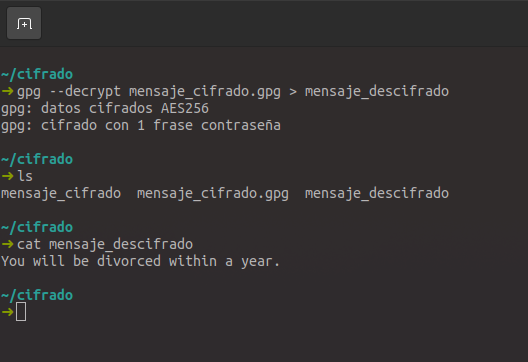 ~/cifrado
➜ gpg --decrypt mensaje_cifrado.gpg > mensaje_descifrado
gpg: datos cifrados AES256
gpg: cifrado con 1 frase contraseña
~/cifrado
➜ ls
mensaje_cifrado  mensaje_cifrado.gpg  mensaje_descifrado
~/cifrado
➜ cat mensaje_descifrado
You will be divorced within a year.
~/cifrado
➜